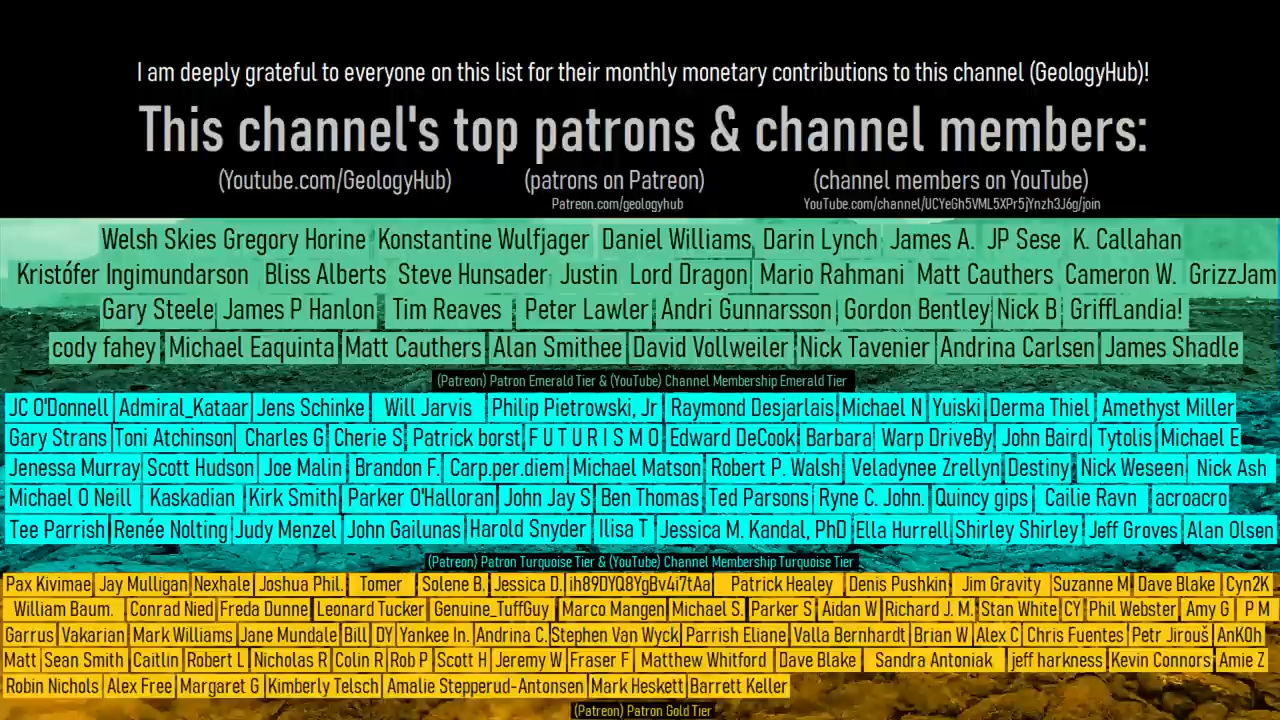 I am deeply grateful to everyone on this list for their monthly monetary contributions to this channel (GeologyHub)!
This channel's top patrons & channel members:
(Youtube.com/GeologyHub) (patrons on Patreon) (channel members on YouTube)
Patreon.com/geologyhub YouTube.com/channel/UCYeGh5VML5XPr5jYnzh3J6g/join
Welsh Skies Gregory Horine Konstantine Wulfjager Daniel Williams Darin Lynch James A. JP Sese K. Callahan
Kristófer Ingimundarson Bliss Alberts Steve Hunsader Justin Lord Dragon Mario Rahmani Matt Cauthers Cameron W. GrizzJam
Gary Steele James P Hanlon Tim Reaves Peter Lawler Andri Gunnarsson Gordon Bentley Nick B GriffLandia!
cody fahey Michael Eaquinta Matt Cauthers Alan Smithee David Vollweiler Nick Tavenier Andrina Carlsen James Shadle
(Patreon) Patron Emerald Tier & (YouTube) Channel Membership Emerald Tier
JC O'Donnell Admiral_Kataar Jens Schinke Will Jarvis Philip Pietrowski, Jr Raymond Desjarlais Michael N Yuiski Derma Thiel Amethyst Miller
Gary Strans Toni Atchinson Charles G Cherie S Patrick borst F U T U R I S M O Edward DeCook Barbara Warp DriveBy John Baird Tytolis Michael E
Jenessa Murray Scott Hudson Joe Malin Brandon F. Carp.per.diem Michael Matson Robert P. Walsh Veladynee Zrellyn Destiny Nick Weseen Nick Ash
Michael O Neill Kaskadian Kirk Smith Parker O'Halloran John Jay S Ben Thomas Ted Parsons Ryne C. John. Quincy gips Cailie Ravn acroacro
Tee Parrish Renée Nolting Judy Menzel John Gailunas Harold Snyder Ilisa T Jessica M. Kandal, PhD Ella Hurrell Shirley Shirley Jeff Groves Alan Olsen
(Patreon) Patron Turquoise Tier & (YouTube) Channel Membership Turquoise Tier
Pax Kivimae Jay Mulligan Nexhale Joshua Phil. Tomer Solene B. Jessica D. ih89DYQ8YgBv4i7tAa Patrick Healey Denis Pushkin Jim Gravity Suzanne M Dave Blake Cyn2K
William Baum. Conrad Nied Freda Dunne Leonard Tucker Genuine_TuffGuy Marco Mangen Michael S. Parker S Aidan W Richard J. M. Stan White CY Phil Webster Amy G P M
Garrus Vakarian Mark Williams Jane Mundale Bill DY Yankee In. Andrina C. Stephen Van Wyck Parrish Eliane Valla Bernhardt Brian W Alex C Chris Fuentes Petr Jirouš AnK0h
Matt Sean Smith Caitlin Robert L Nicholas R Colin R Rob P Scott H Jeremy W Fraser F Matthew Whitford Dave Blake Sandra Antoniak jeff harkness Kevin Connors Amie Z
Robin Nichols Alex Free Margaret G Kimberly Telsch Amalie Stepperud-Antonsen Mark Heskett Barrett Keller
(Patreon) Patron Gold Tier